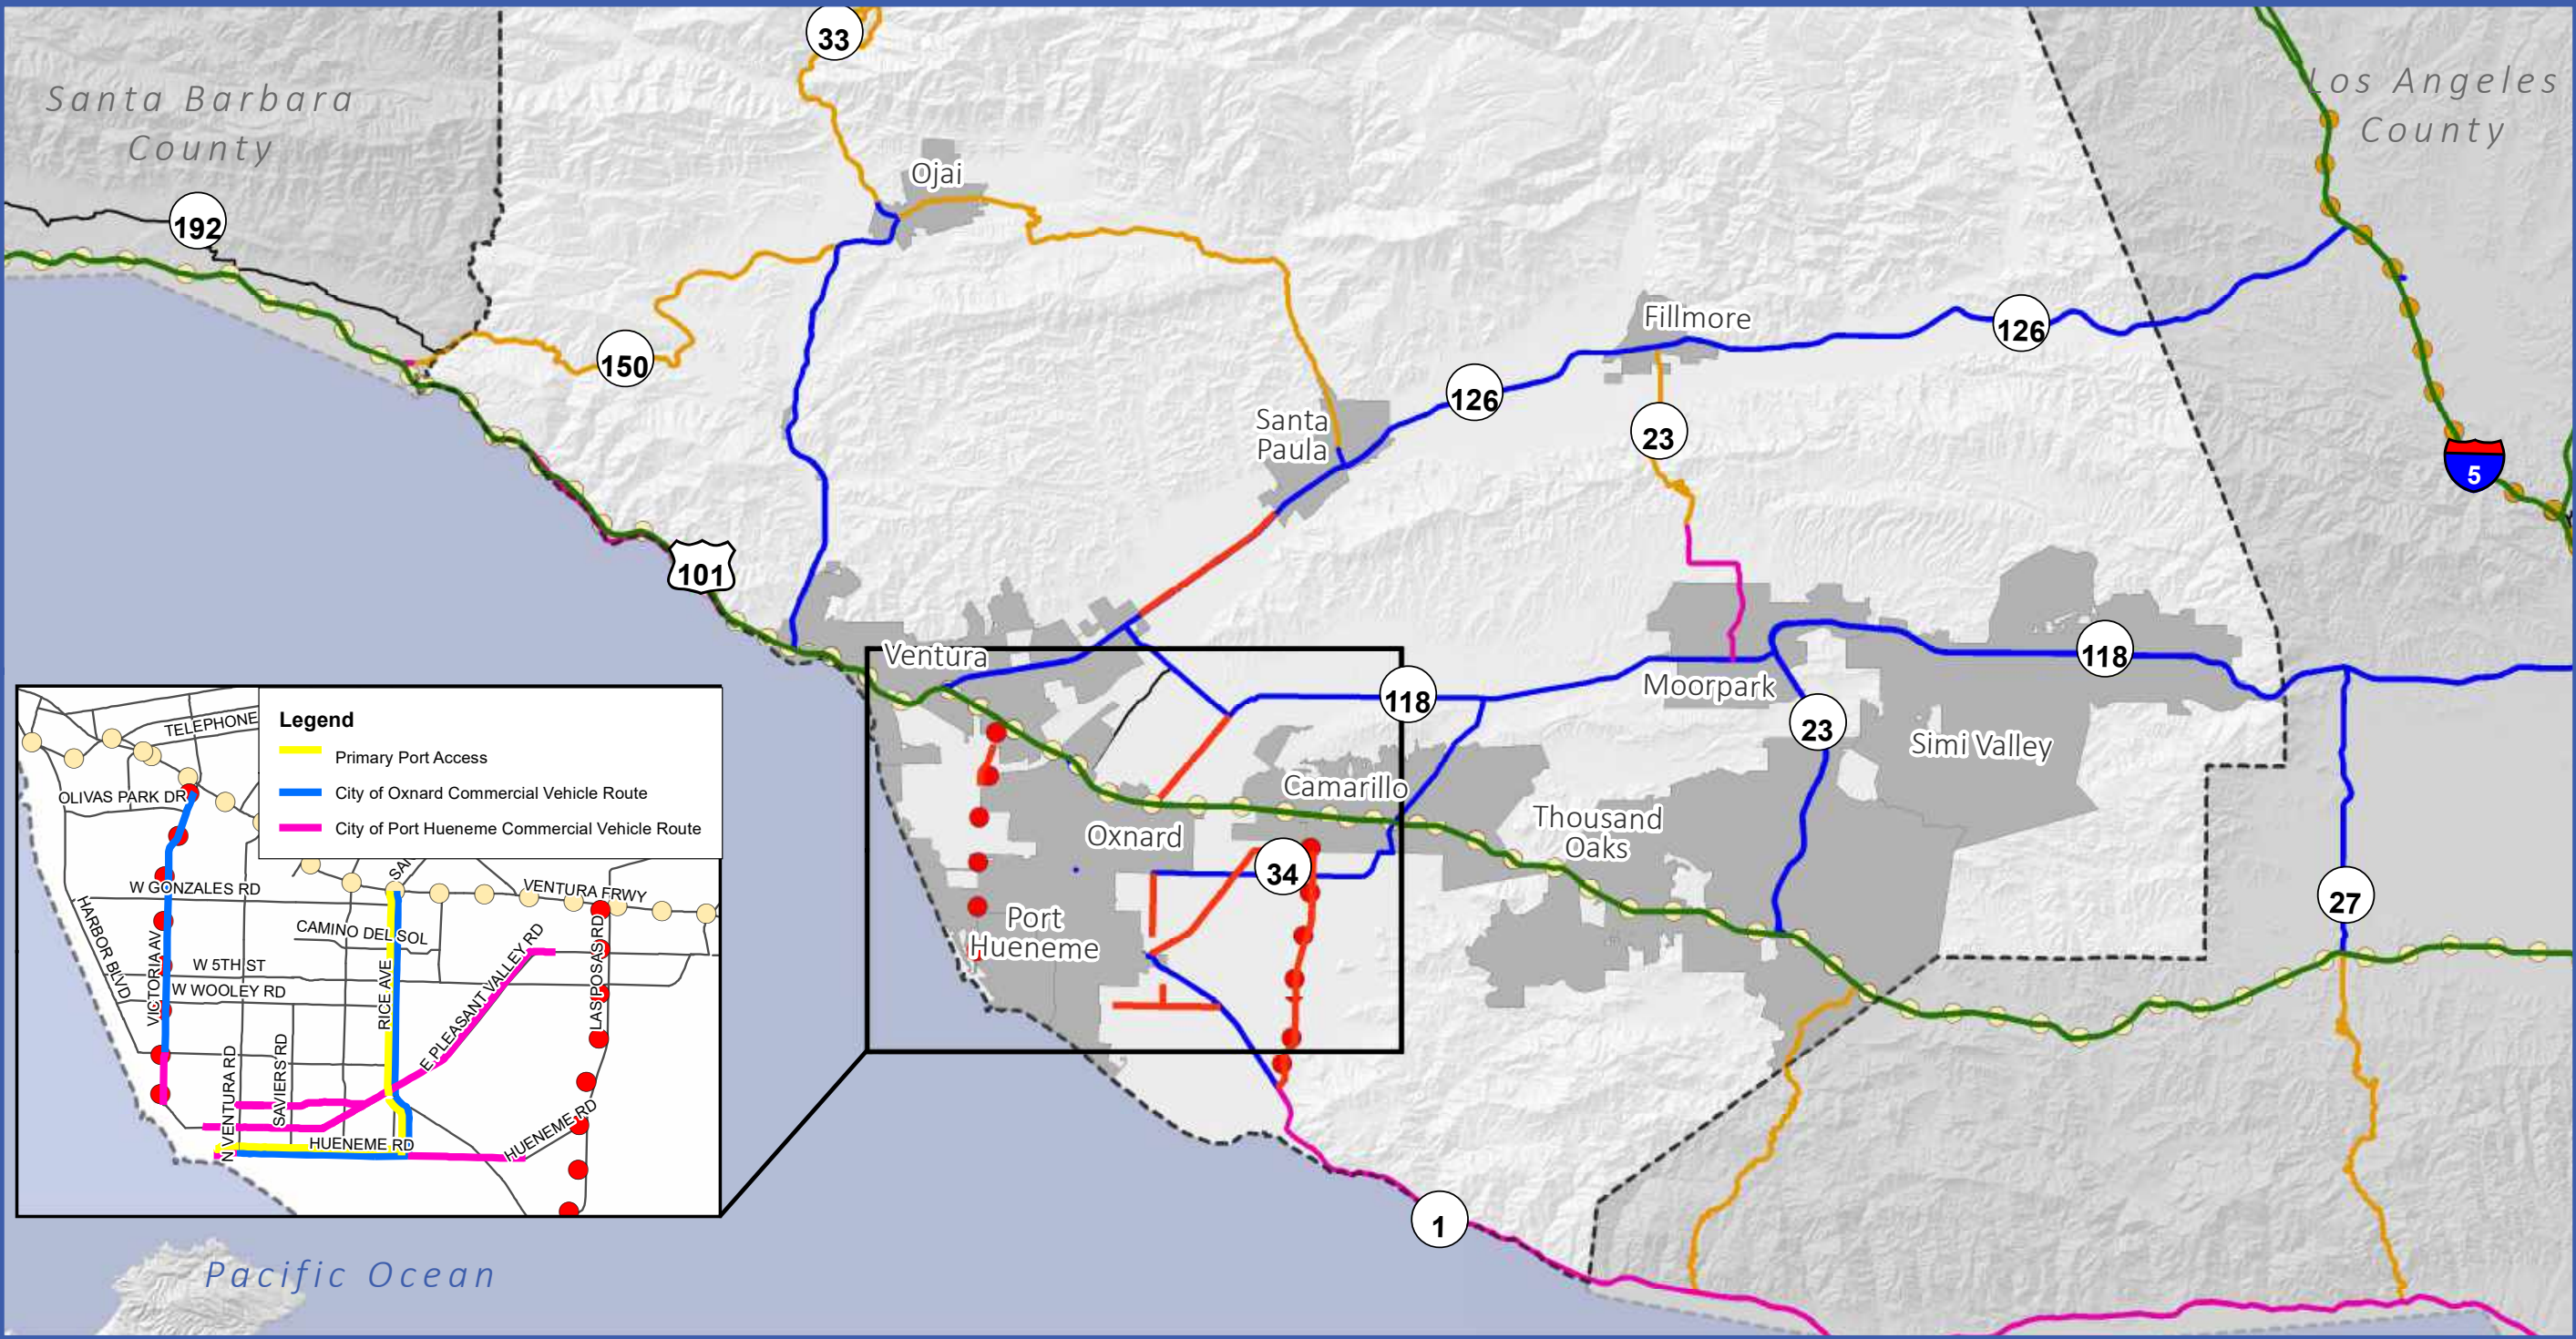 33
Santa Barbara
County
Los Angeles
County
Ojai
192
150
Fillmore
126
126
Santa
Paula
23
5
101
Ventura
118
Moorpark
118
23
Simi Valley
Camarillo
Oxnard
Thousand
Oaks
34
27
Port
Hueneme
1
Pacific Ocean
Legend
Primary Port Access
City of Oxnard Commercial Vehicle Route
City of Port Hueneme Commercial Vehicle Route
TELEPHONE
OLIVAS PARK DR
W GONZALES RD
VENTURA FRWY
HARBOR BLVD
CAMINO DEL SOL
VICTORIA AV
W 5TH ST
W WOOLEY RD
RICE AVE
E PLEASANT VALLEY RD
LAS POSAS RD
N VENTURA RD
SAVIERS RD
HUENEME RD
HUENEME RD